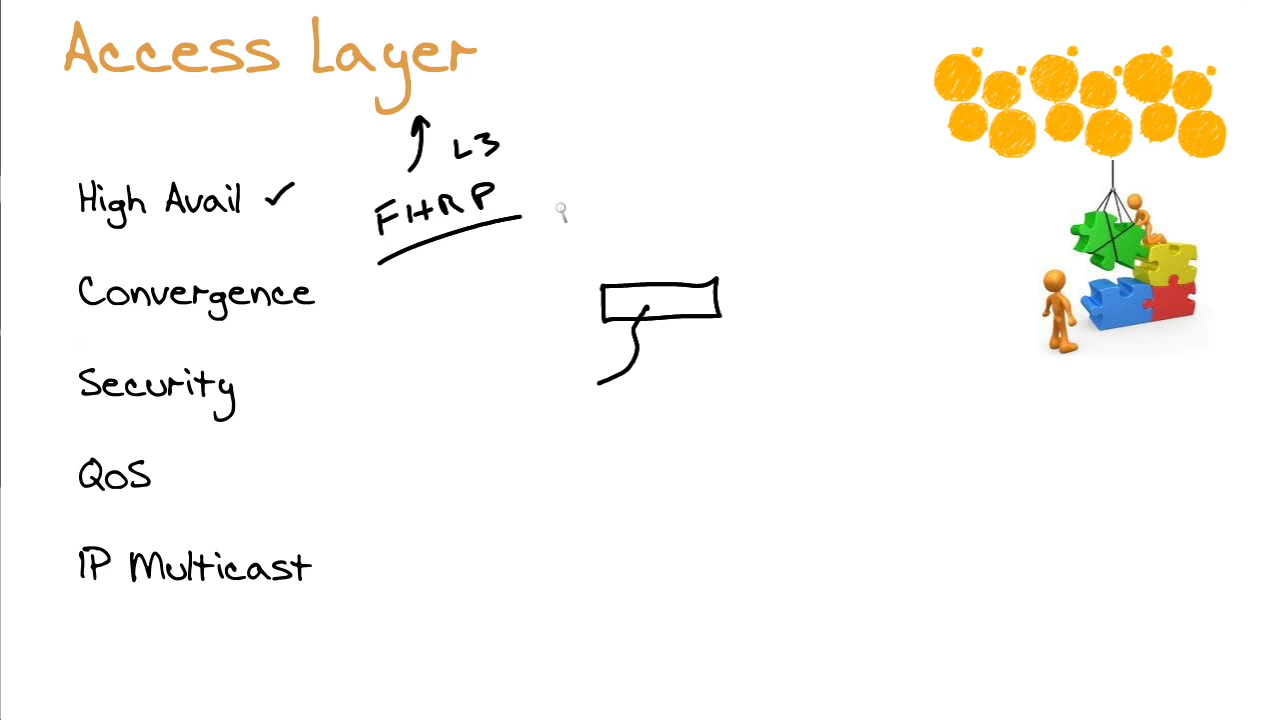 Access Layer
L3
High Avail ✓ FHRP
Convergence
Security
QoS
IP Multicast